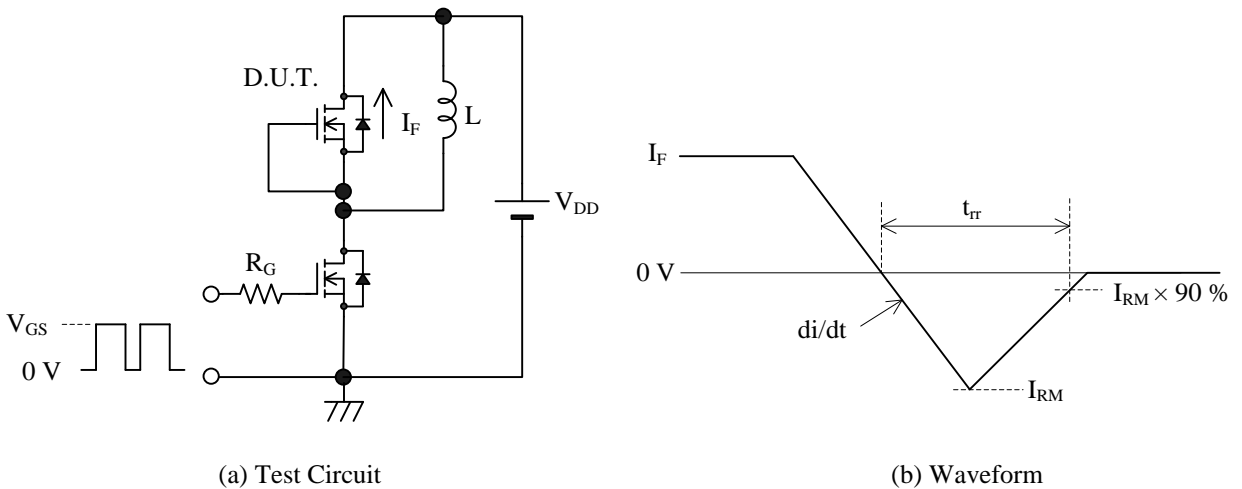 D.U.T.
I_F
L
V_DD
R_G
V_GS
0 V
(a) Test Circuit
I_F
t_rr
0 V
I_RM × 90 %
di/dt
I_RM
(b) Waveform